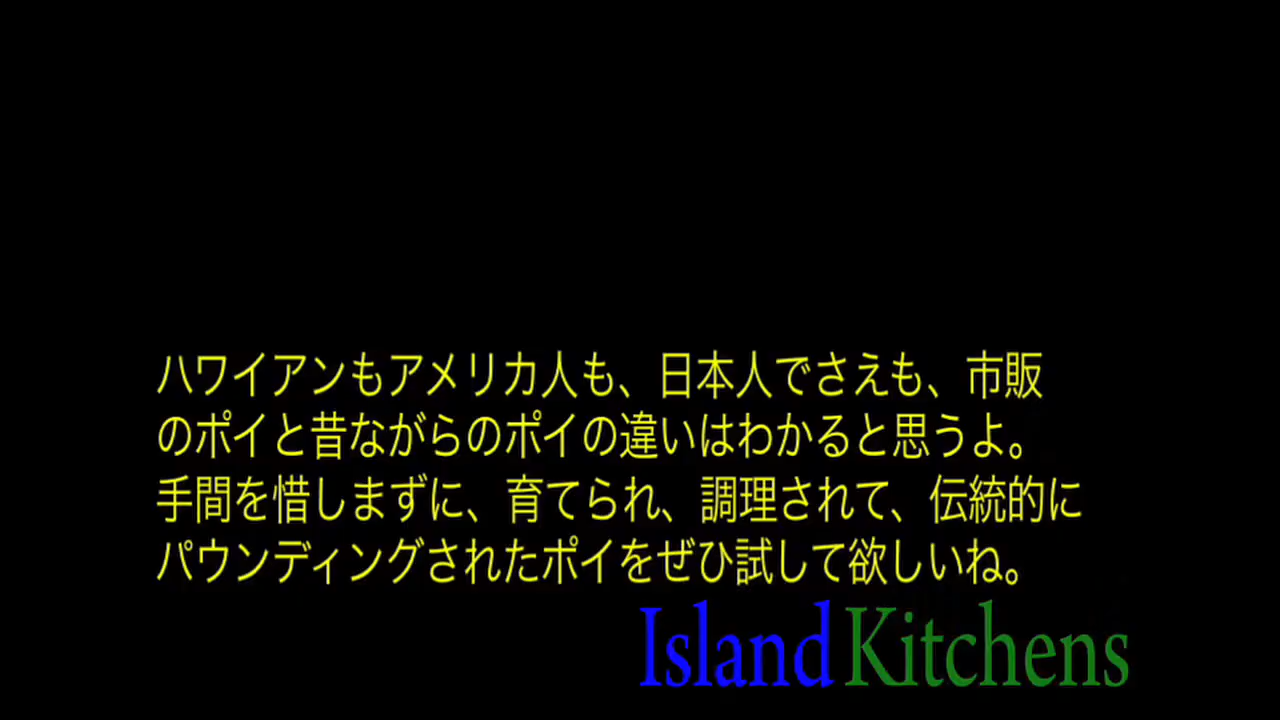 ハワイアンもアメリカ人も、日本人でさえも、市販
のポイと昔ながらのポイの違いはわかると思うよ。
手間を惜しまずに、育てられ、調理されて、伝統的に
パウンディングされたポイをぜひ試して欲しいね。
Island Kitchens